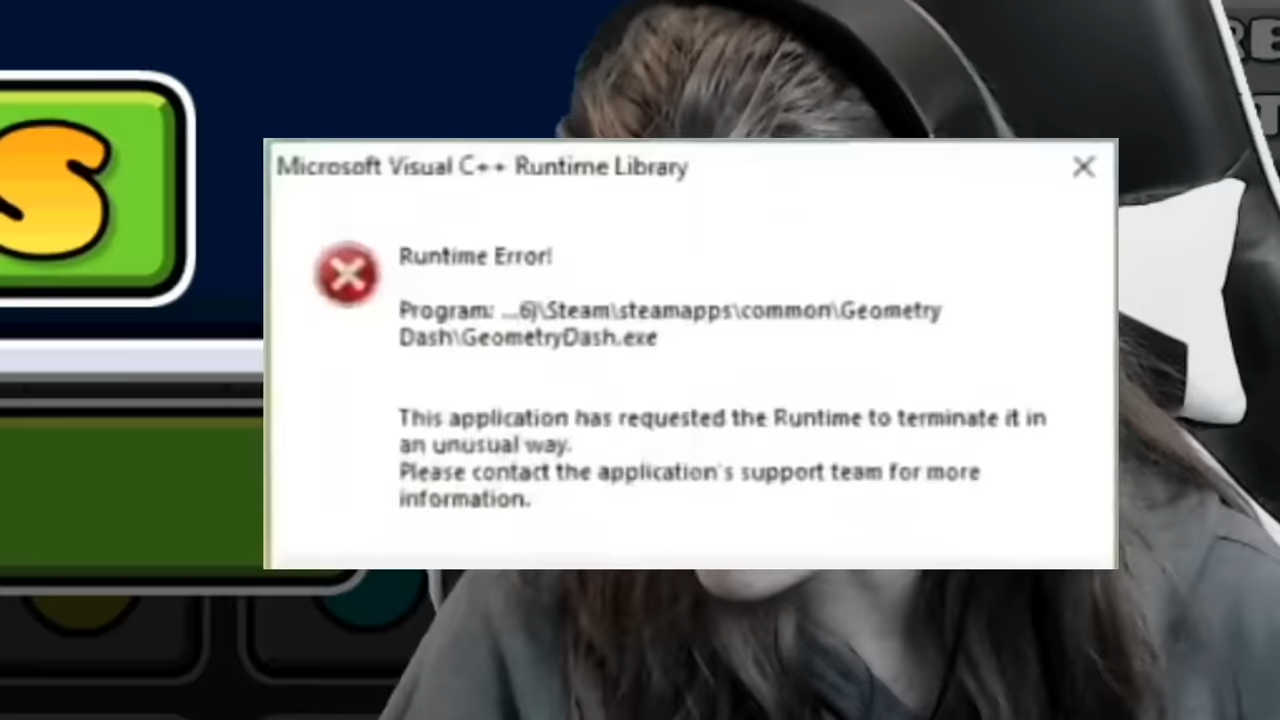 S
Microsoft Visual C++ Runtime Library
Runtime Error!
Program: ...6)\Steam\steamapps\common\Geometry
Dash\GeometryDash.exe
This application has requested the Runtime to terminate it in
an unusual way.
Please contact the application's support team for more
information.